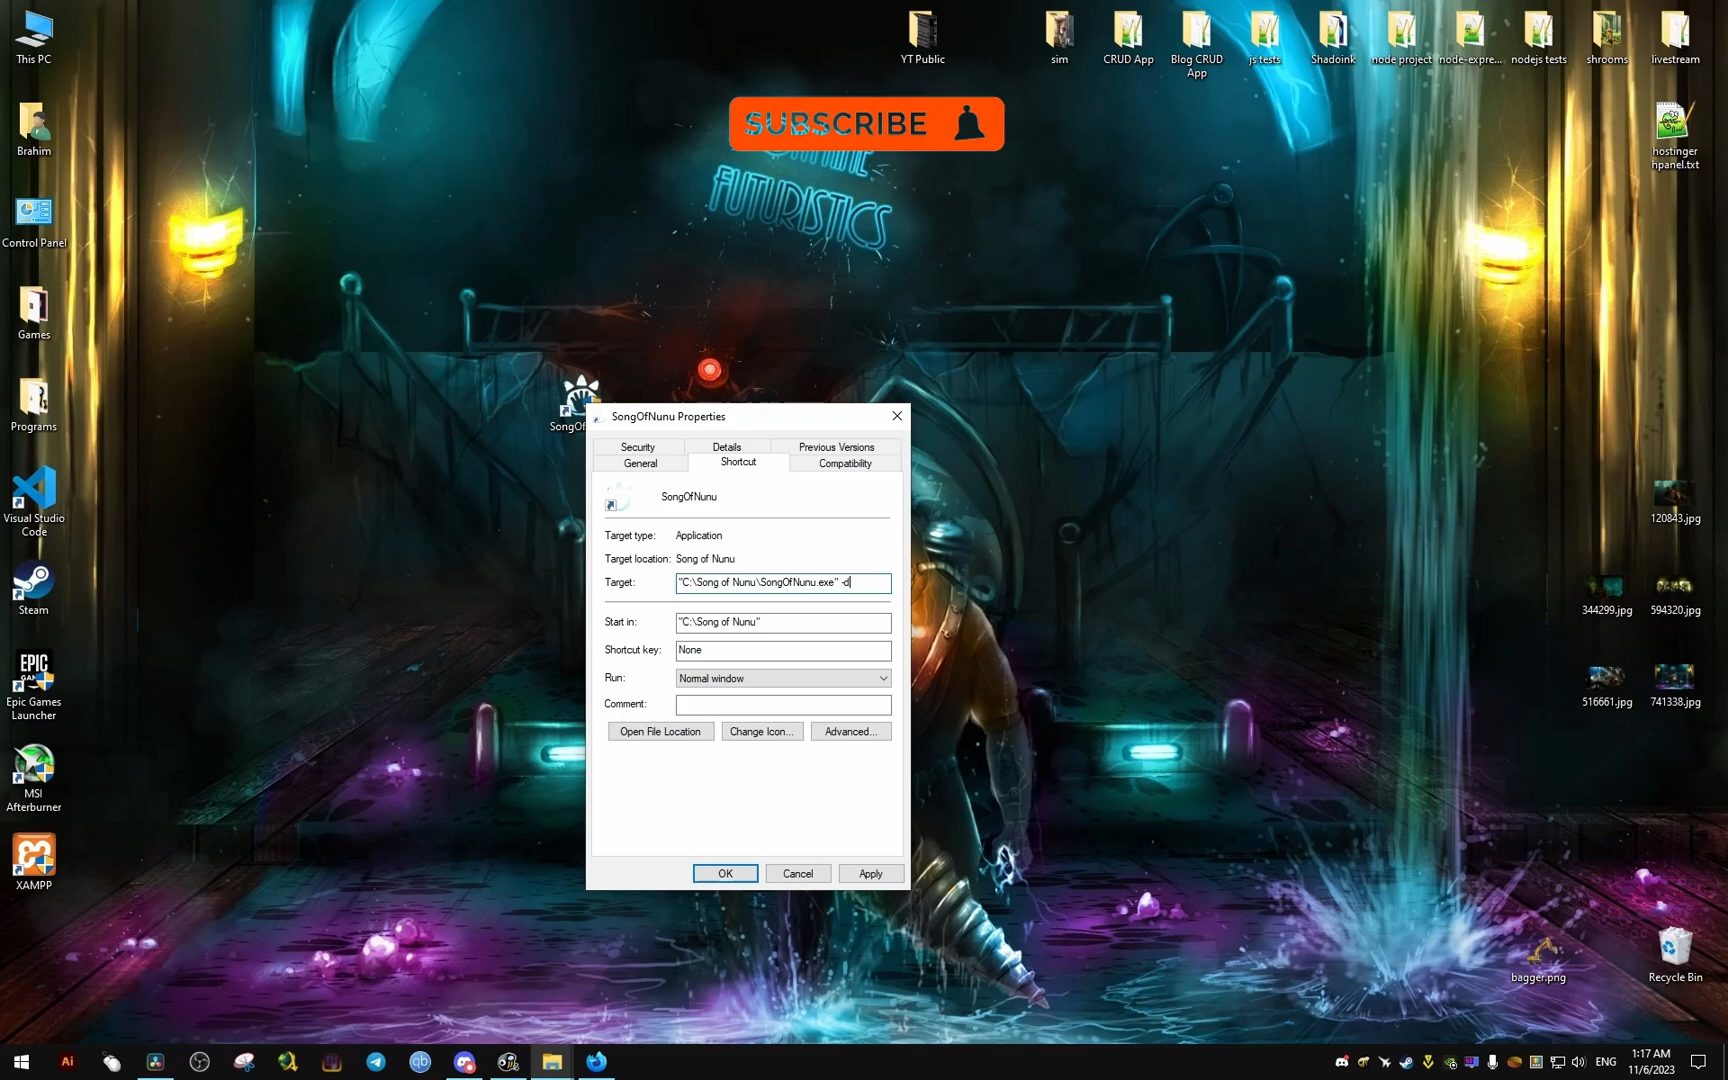 This PC
YT Public
sim
CRUD App
Blog CRUD
App
js tests
Shadoink
node project
node-expre...
nodejs tests
shrooms
livestream
Brahim
SUBSCRIBE
FUTURISTICS
hostinger
hpanel.txt
Control Panel
Games
Programs
SongOf
SongOfNunu Properties
Security
Details
Previous Versions
General
Shortcut
Compatibility
SongOfNunu
Target type:
Application
Target location:
Song of Nunu
Target:
"C:\Song of Nunu\SongOfNunu.exe" -d
Start in:
"C:\Song of Nunu"
Shortcut key:
None
Run:
Normal window
Comment:
Open File Location
Change Icon...
Advanced...
OK
Cancel
Apply
Visual Studio
Code
Steam
EPIC
Epic Games
Launcher
MSI
Afterburner
XAMPP
120843.jpg
344299.jpg
594320.jpg
516661.jpg
741338.jpg
bagger.png
Recycle Bin
Ai
qb
ENG
1:17 AM
11/6/2023